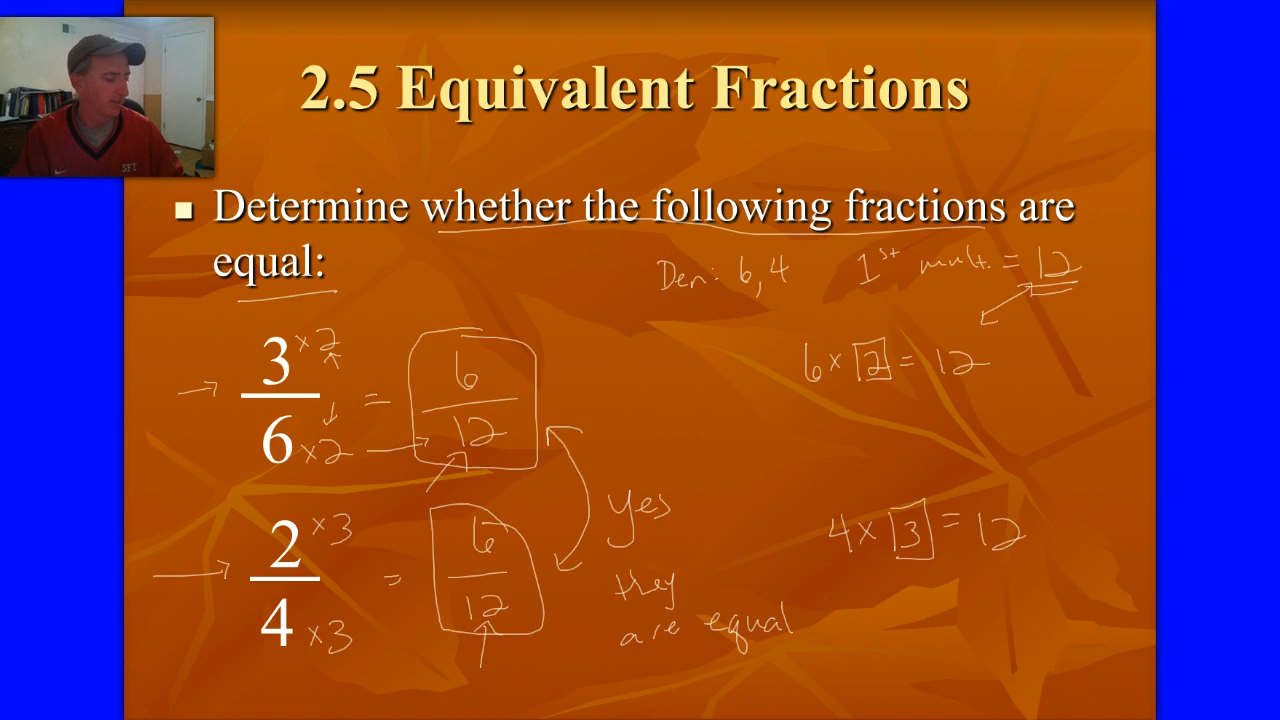 2.5 Equivalent Fractions
Determine whether the following fractions are
equal:
Den: 6, 4 1st mult. = 12
3 ×2
6 ×2
= 6
12
6 × 2 = 12
2 ×3
4 ×3
= 6
12
4 × 3 = 12
yes
they
are equal
SFT